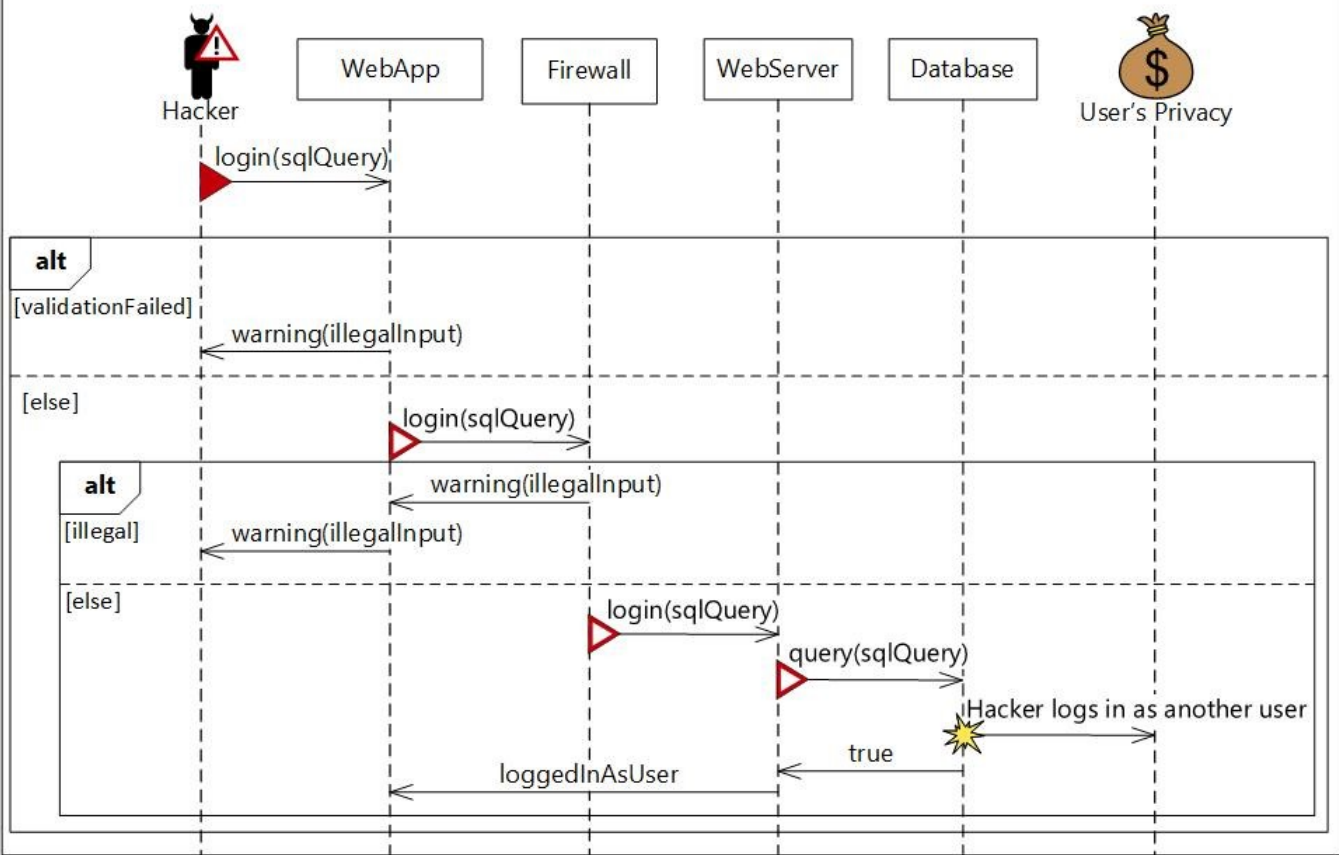 WebApp
Firewall
WebServer
Database
$
!
Hacker
User's Privacy
login(sqlQuery)
alt
[validationFailed]
warning(illegalInput)
[else]
login(sqlQuery)
alt
warning(illegalInput)
[illegal]
warning(illegalInput)
[else]
login(sqlQuery)
query(sqlQuery)
Hacker logs in as another user
true
loggedInAsUser